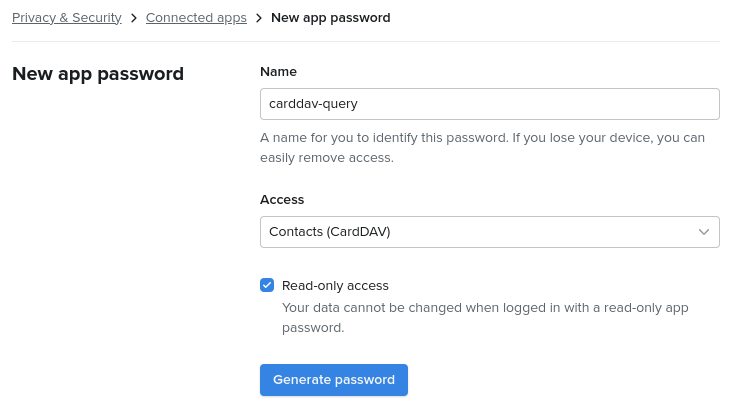 Privacy & Security > Connected apps > New app password
New app password
Name
carddav-query
A name for you to identify this password. If you lose your device, you can
easily remove access.
Access
Contacts (CardDAV)
Read-only access
Your data cannot be changed when logged in with a read-only app
password.
Generate password